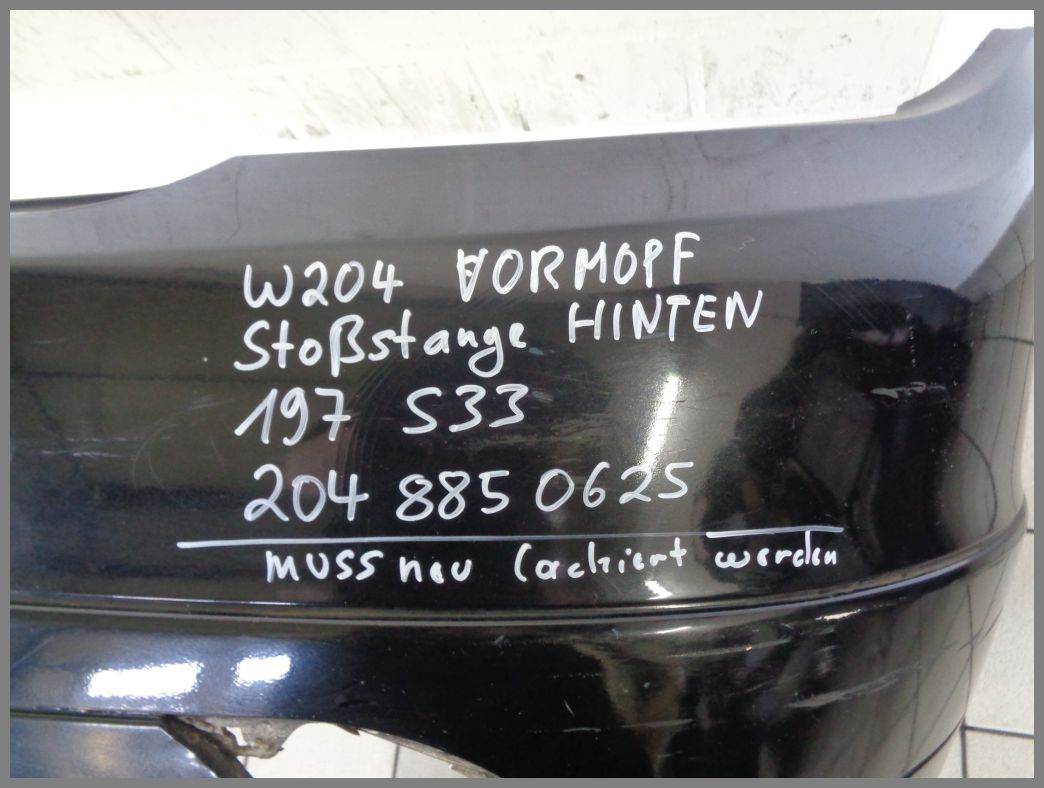 W204 VORMOPF
Stoßstange HINTEN
197 S33
204 885 0625
muss neu lackiert werden